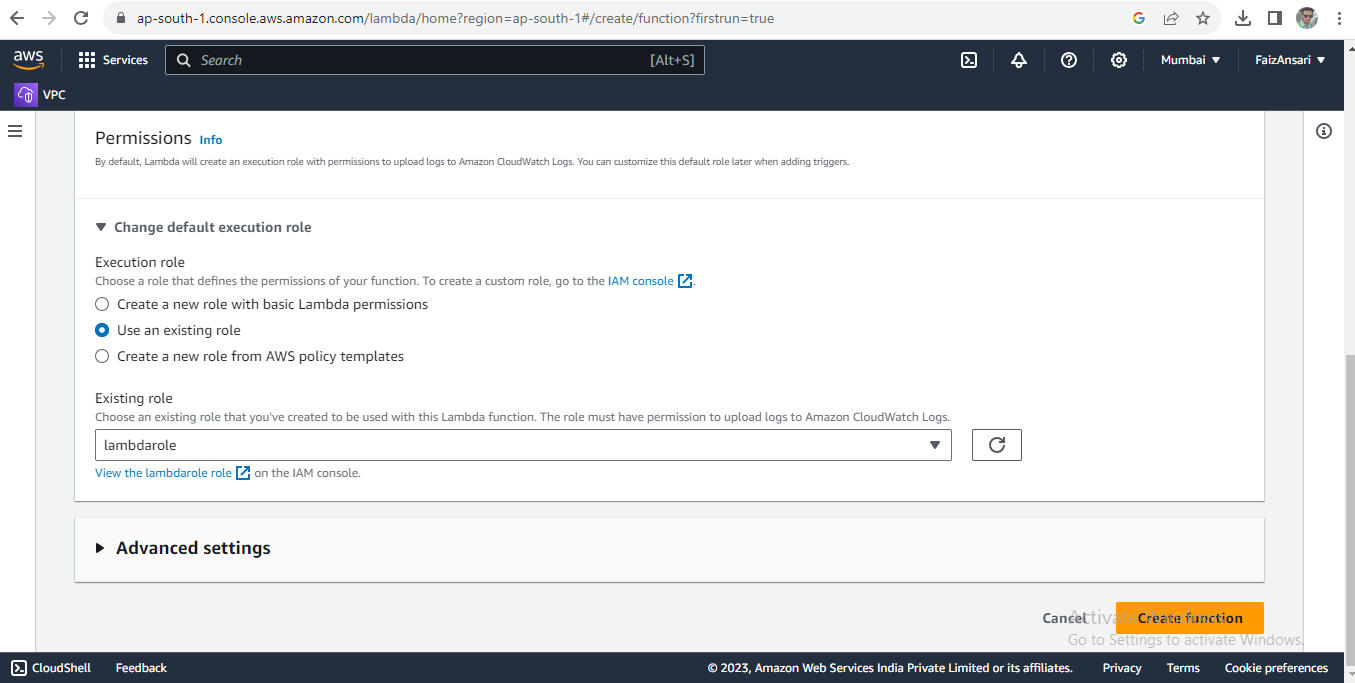 ap-south-1.console.aws.amazon.com/lambda/home?region=ap-south-1#/create/function?firstrun=true
aws
Services
Search
[Alt+S]
Mumbai
FaizAnsari
VPC
Permissions Info
By default, Lambda will create an execution role with permissions to upload logs to Amazon CloudWatch Logs. You can customize this default role later when adding triggers.
Change default execution role
Execution role
Choose a role that defines the permissions of your function. To create a custom role, go to the IAM console.
Create a new role with basic Lambda permissions
Use an existing role
Create a new role from AWS policy templates
Existing role
Choose an existing role that you've created to be used with this Lambda function. The role must have permission to upload logs to Amazon CloudWatch Logs.
lambdarole
View the lambdarole role on the IAM console.
Advanced settings
Cancel
Create function
Activate Windows
Go to Settings to activate Windows.
CloudShell
Feedback
© 2023, Amazon Web Services India Private Limited or its affiliates.
Privacy
Terms
Cookie preferences